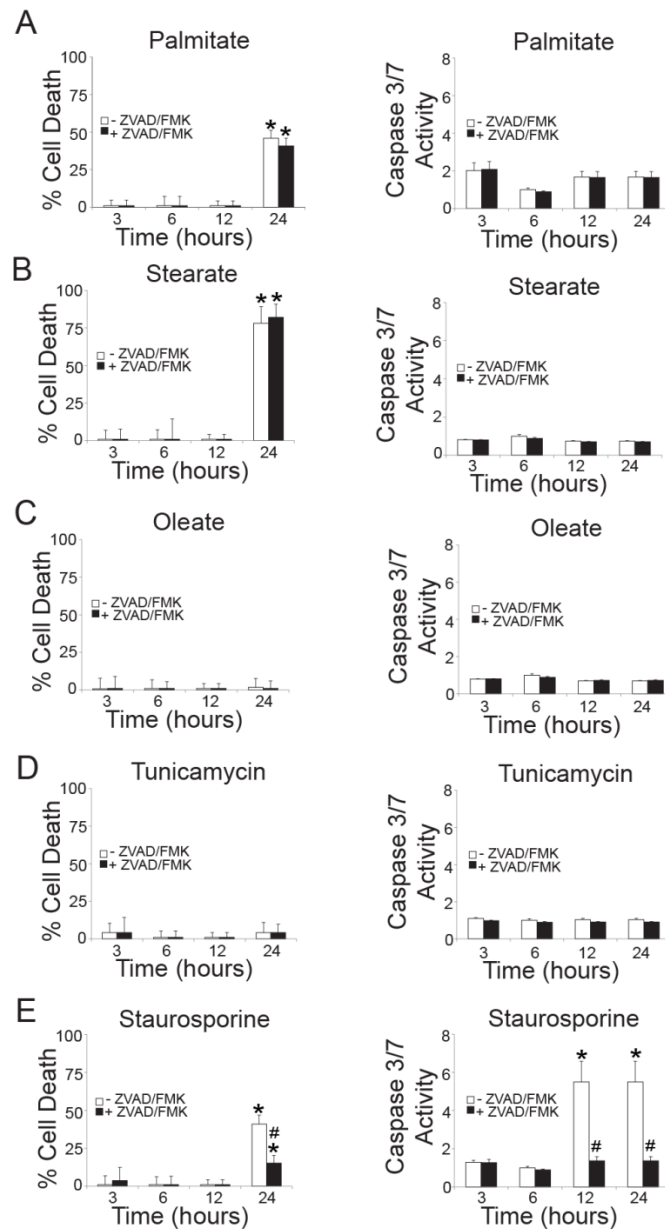 A
Palmitate
% Cell Death
100
75
50
25
0
- ZVAD/FMK
+ ZVAD/FMK
* *
3 6 12 24
Time (hours)
Palmitate
Caspase 3/7
Activity
8
6
4
2
0
- ZVAD/FMK
+ ZVAD/FMK
3 6 12 24
Time (hours)
B
Stearate
% Cell Death
100
75
50
25
0
- ZVAD/FMK
+ ZVAD/FMK
* *
3 6 12 24
Time (hours)
Stearate
Caspase 3/7
Activity
8
6
4
2
0
- ZVAD/FMK
+ ZVAD/FMK
3 6 12 24
Time (hours)
C
Oleate
% Cell Death
100
75
50
25
0
- ZVAD/FMK
+ ZVAD/FMK
3 6 12 24
Time (hours)
Oleate
Caspase 3/7
Activity
8
6
4
2
0
- ZVAD/FMK
+ ZVAD/FMK
3 6 12 24
Time (hours)
D
Tunicamycin
% Cell Death
100
75
50
25
0
- ZVAD/FMK
+ ZVAD/FMK
3 6 12 24
Time (hours)
Tunicamycin
Caspase 3/7
Activity
8
6
4
2
0
- ZVAD/FMK
+ ZVAD/FMK
3 6 12 24
Time (hours)
E
Staurosporine
% Cell Death
100
75
50
25
0
- ZVAD/FMK
+ ZVAD/FMK
*
#
*
3 6 12 24
Time (hours)
Staurosporine
Caspase 3/7
Activity
8
6
4
2
0
- ZVAD/FMK
+ ZVAD/FMK
* *
# #
3 6 12 24
Time (hours)